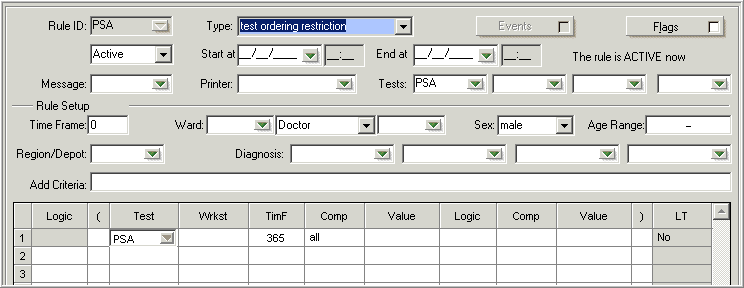 Rule ID: PSA Type: test ordering restriction Events Flags
Active Start at __/__/____ __:__ End at __/__/____ __:__ The rule is ACTIVE now
Message: Printer: Tests: PSA
Rule Setup
Time Frame: 0 Ward: Doctor Sex: male Age Range: –
Region/Depot: Diagnosis:
Add Criteria:
Logic ( Test Wrkst TimF Comp Value Logic Comp Value ) LT
1 PSA 365 all No
2
3